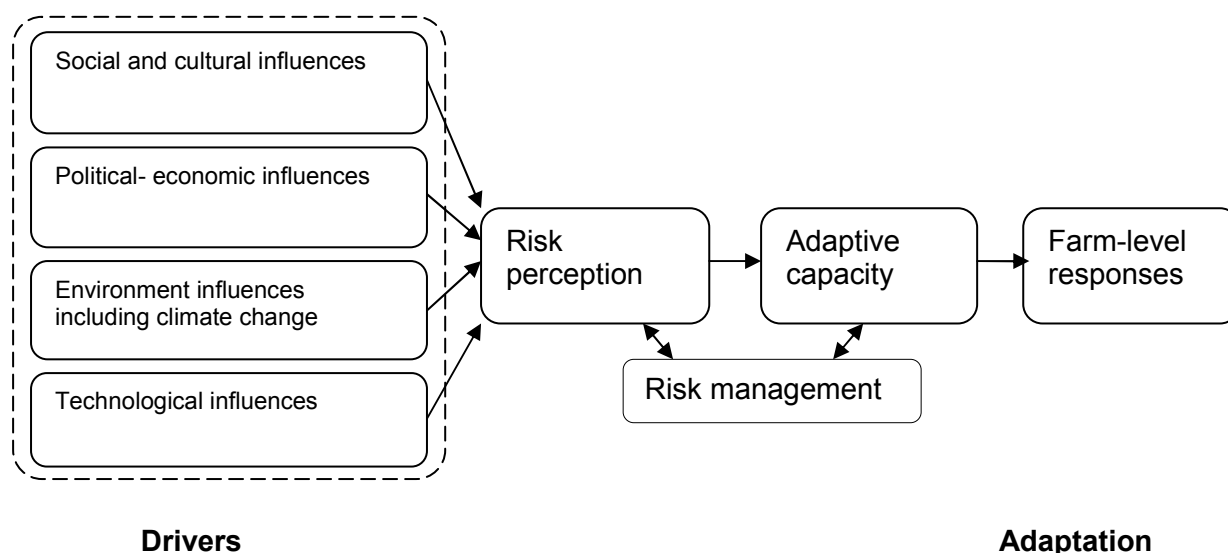 Social and cultural influences
Political- economic influences
Environment influences
including climate change
Technological influences
Risk
perception
Adaptive
capacity
Farm-level
responses
Risk management
Drivers
Adaptation